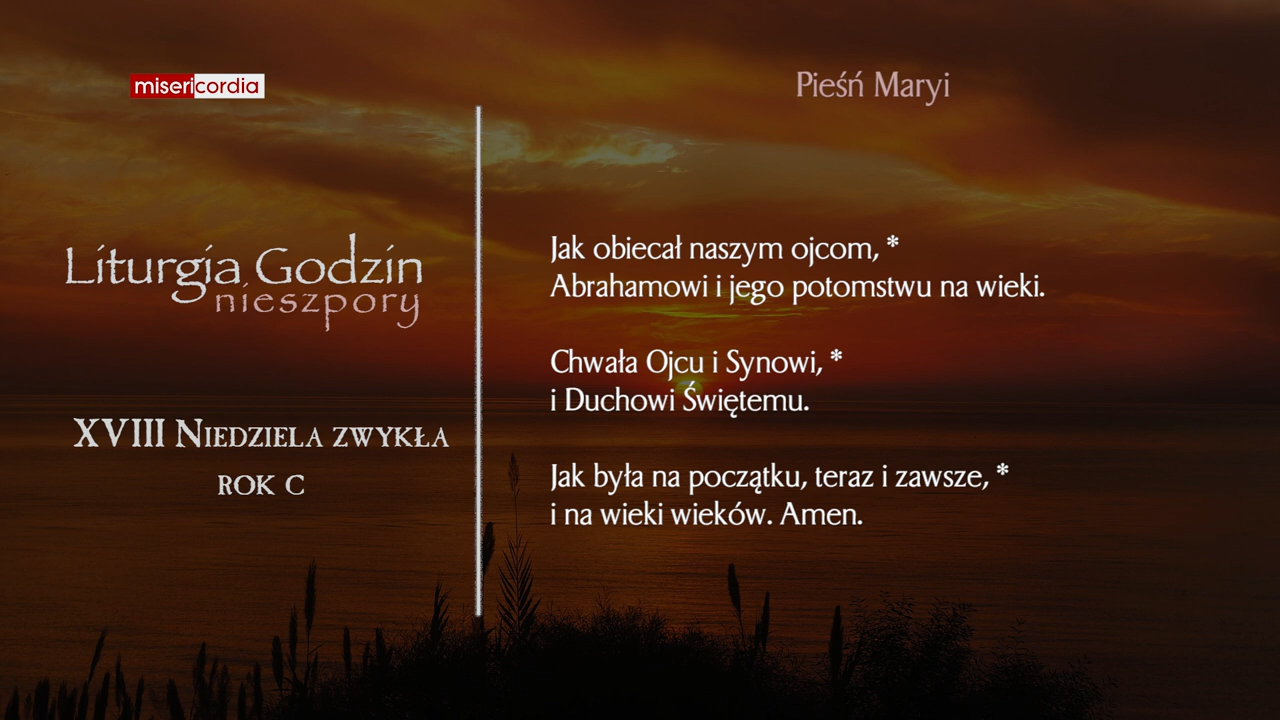 misericordia
Pieśń Maryi
Liturgia Godzin
nieszpory
XVIII Niedziela zwykła
rok C
Jak obiecał naszym ojcom, *
Abrahamowi i jego potomstwu na wieki.
Chwała Ojcu i Synowi, *
i Duchowi Świętemu.
Jak była na początku, teraz i zawsze, *
i na wieki wieków. Amen.